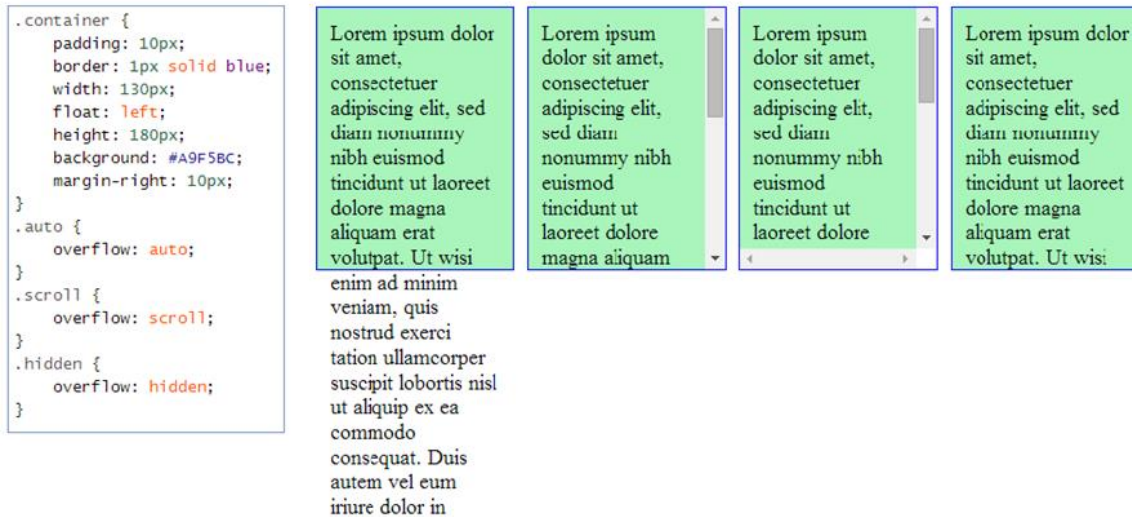 .container {
padding: 10px;
border: 1px solid blue;
width: 130px;
float: left;
height: 180px;
background: #A9F5BC;
margin-right: 10px;
}
.auto {
overflow: auto;
}
.scroll {
overflow: scroll;
}
.hidden {
overflow: hidden;
}
Lorem ipsum dolor
sit amet,
consectetuer
adipiscing elit, sed
diam nonummy
nibh euismod
tincidunt ut laoreet
dolore magna
aliquam erat
volutpat. Ut wisi
enim ad minim
veniam, quis
nostrud exerci
tation ullamcorper
suscipit lobortis nisl
ut aliquip ex ea
commodo
consequat. Duis
autem vel eum
iriure dolor in
Lorem ipsum
dolor sit amet,
consectetuer
adipiscing elit,
sed diam
nonummy nibh
euismod
tincidunt ut
laoreet dolore
magna aliquam
Lorem ipsum
dolor sit amet,
consectetuer
adipiscing elit,
sed diam
nonummy nibh
euismod
tincidunt ut
laoreet dolore
Lorem ipsum dolor
sit amet,
consectetuer
adipiscing elit, sed
diam nonummy
nibh euismod
tincidunt ut laoreet
dolore magna
aliquam erat
volutpat. Ut wisi